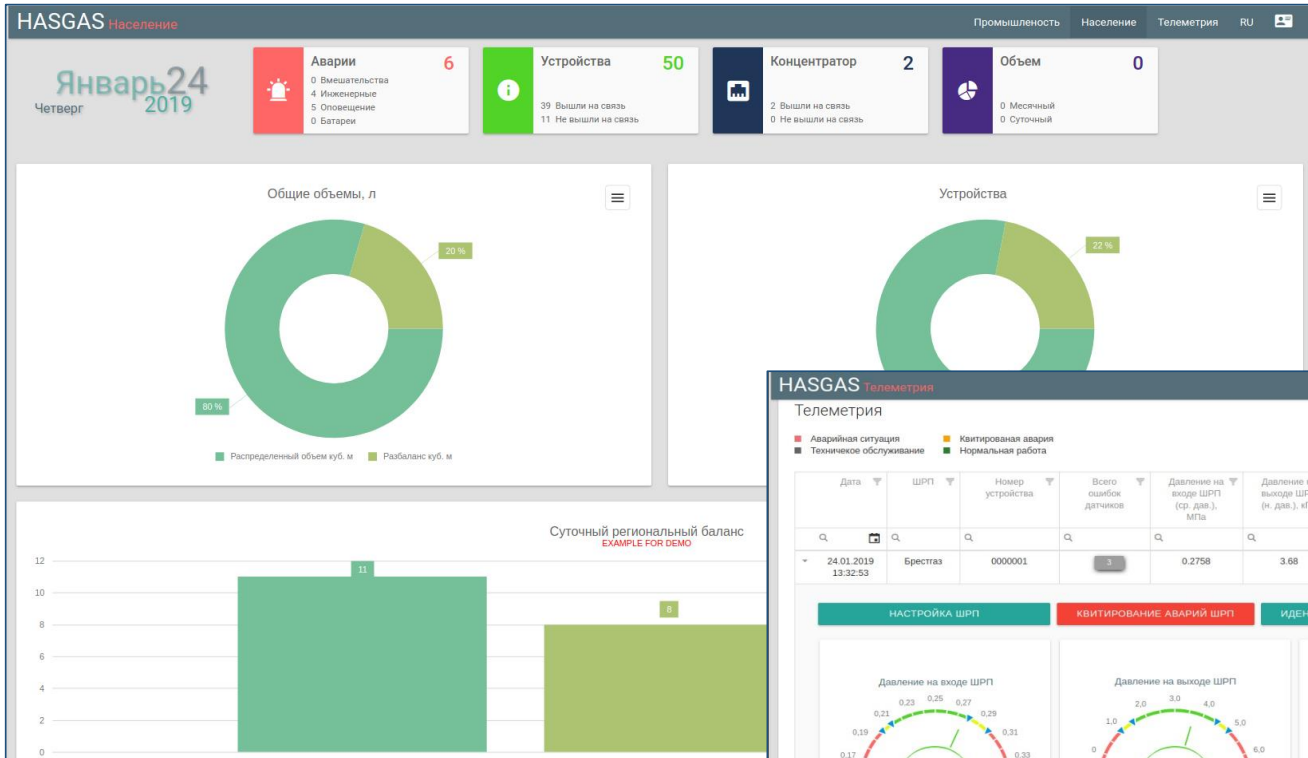 HASGAS Население
Промышленость Население Телеметрия RU
Январь 24
Четверг 2019
Аварии 6
0 Вмешательства
4 Инженерные
5 Оповещение
0 Батареи
Устройства 50
39 Вышли на связь
11 Не вышли на связь
Концентратор 2
2 Вышли на связь
0 Не вышли на связь
Объем 0
0 Месячный
0 Суточный
Общие объемы, л
20 %
80 %
Распределенный объем куб. м Разбаланс куб. м
Устройства
22 %
Суточный региональный баланс
EXAMPLE FOR DEMO
12
10
8
6
4
2
0
11
8
HASGAS Телеметрия
Телеметрия
Аварийная ситуация Квитированая авария
Техничекое обслуживание Нормальная работа
Дата ШРП Номер Всего Давление на Давление
устройства ошибок входе ШРП выходе
датчиков (ср. дав.), (н. дав.),
МПа
24.01.2019 Брестгаз 0000001 3 0.2758 3.68
13:32:53
НАСТРОЙКА ШРП КВИТИРОВАНИЕ АВАРИЙ ШРП ИДЕН
Давление на входе ШРП
0,17
0,19
0,21
0,23
0,25
0,27
0,29
0,31
0,33
Давление на выходе ШРП
0
1,0
2,0
3,0
4,0
5,0
6,0